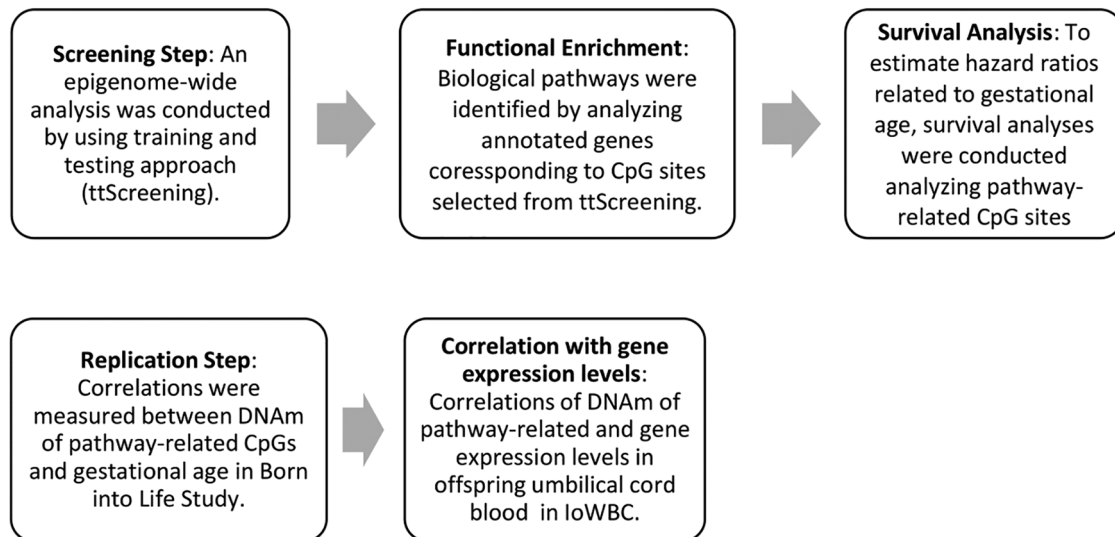 Screening Step: An
epigenome-wide
analysis was conducted
by using training and
testing approach
(ttScreening).
Functional Enrichment:
Biological pathways were
identified by analyzing
annotated genes
coressponding to CpG sites
selected from ttScreening.
Survival Analysis: To
estimate hazard ratios
related to gestational
age, survival analyses
were conducted
analyzing pathway-
related CpG sites
Replication Step:
Correlations were
measured between DNAm
of pathway-related CpGs
and gestational age in Born
into Life Study.
Correlation with gene
expression levels:
Correlations of DNAm of
pathway-related and gene
expression levels in
offspring umbilical cord
blood in IoWBC.